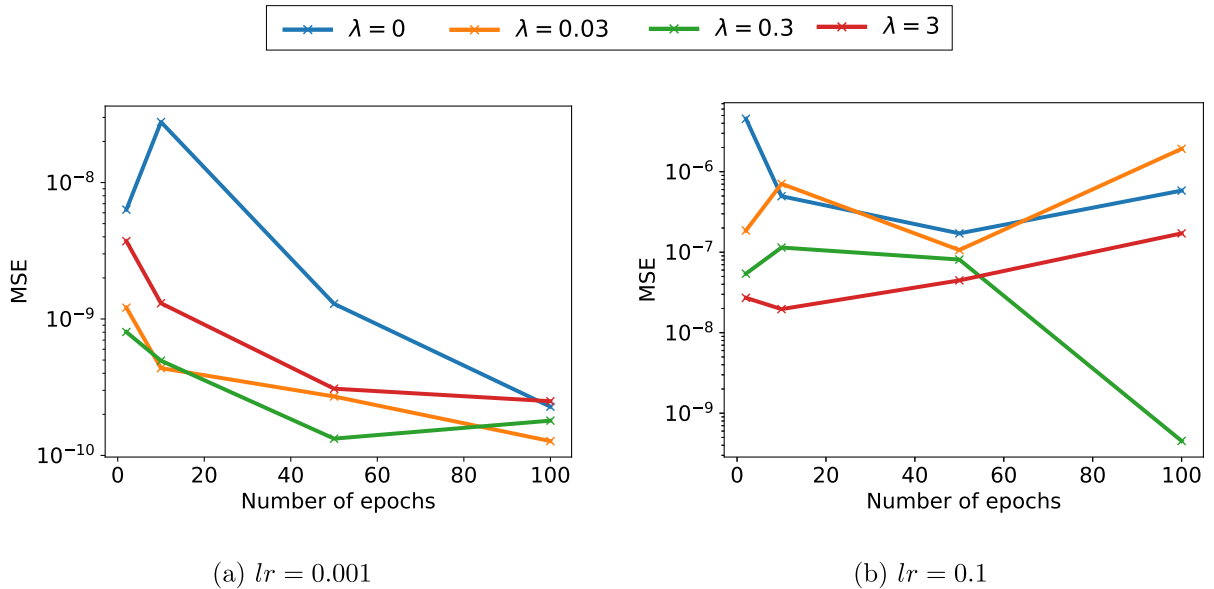 λ = 0 λ = 0.03 λ = 0.3 λ = 3
MSE
10⁻⁸
10⁻⁹
10⁻¹⁰
0 20 40 60 80 100
Number of epochs
(a) lr = 0.001
MSE
10⁻⁶
10⁻⁷
10⁻⁸
10⁻⁹
0 20 40 60 80 100
Number of epochs
(b) lr = 0.1